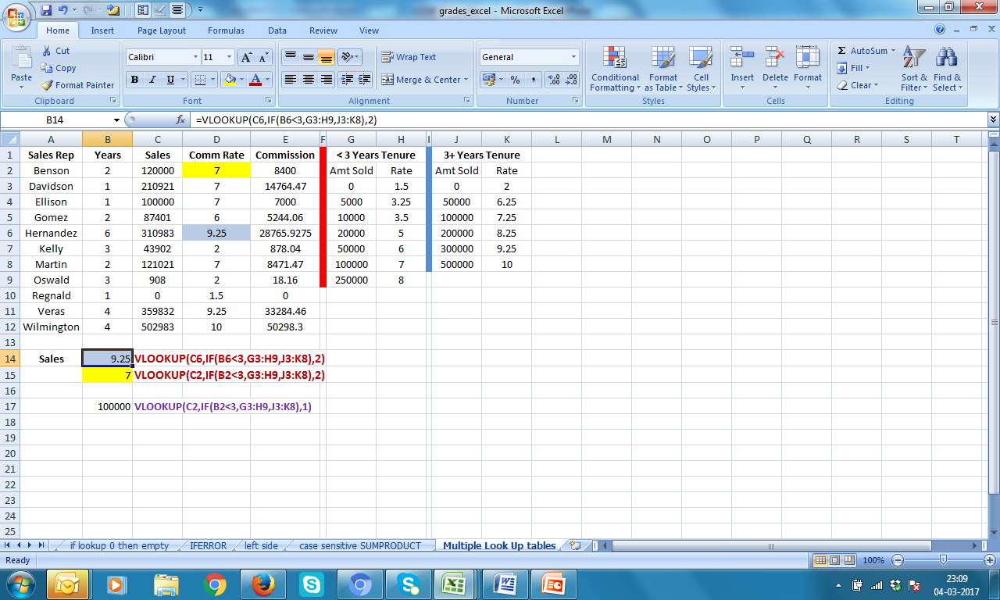 grades_excel - Microsoft Excel
Home Insert Page Layout Formulas Data Review View
Paste Cut Calibri 11 A A Wrap Text General Conditional Formatting Format as Table Cell Styles Insert Delete Format Σ AutoSum Sort & Filter Find & Select
Copy B I U A Merge & Center % , Fill
Format Painter Clear
Clipboard Font Alignment Number Styles Cells Editing
B14 fx =VLOOKUP(C6,IF(B6<3,G3:H9,J3:K8),2)
A B C D E F G H I J K L M N O P Q R S T
1 Sales Rep Years Sales Comm Rate Commission < 3 Years Tenure 3+ Years Tenure
2 Benson 2 120000 7 8400 Amt Sold Rate Amt Sold Rate
3 Davidson 1 210921 7 14764.47 0 1.5 0 2
4 Ellison 1 100000 7 7000 5000 3.25 50000 6.25
5 Gomez 2 87401 6 5244.06 10000 3.5 100000 7.25
6 Hernandez 6 310983 9.25 28765.9275 20000 5 200000 8.25
7 Kelly 3 43902 2 878.04 50000 6 300000 9.25
8 Martin 2 121021 7 8471.47 100000 7 500000 10
9 Oswald 3 908 2 18.16 250000 8
10 Regnald 1 0 1.5 0
11 Veras 4 359832 9.25 33284.46
12 Wilmington 4 502983 10 50298.3
13
14 Sales 9.25 VLOOKUP(C6,IF(B6<3,G3:H9,J3:K8),2)
15 7 VLOOKUP(C2,IF(B2<3,G3:H9,J3:K8),2)
16
17 100000 VLOOKUP(C2,IF(B2<3,G3:H9,J3:K8),1)
18
19
20
21
22
23
24
25
if lookup 0 then empty IFERROR left side case sensitive SUMPRODUCT Multiple Look Up tables
Ready 100%
23:09
04-03-2017